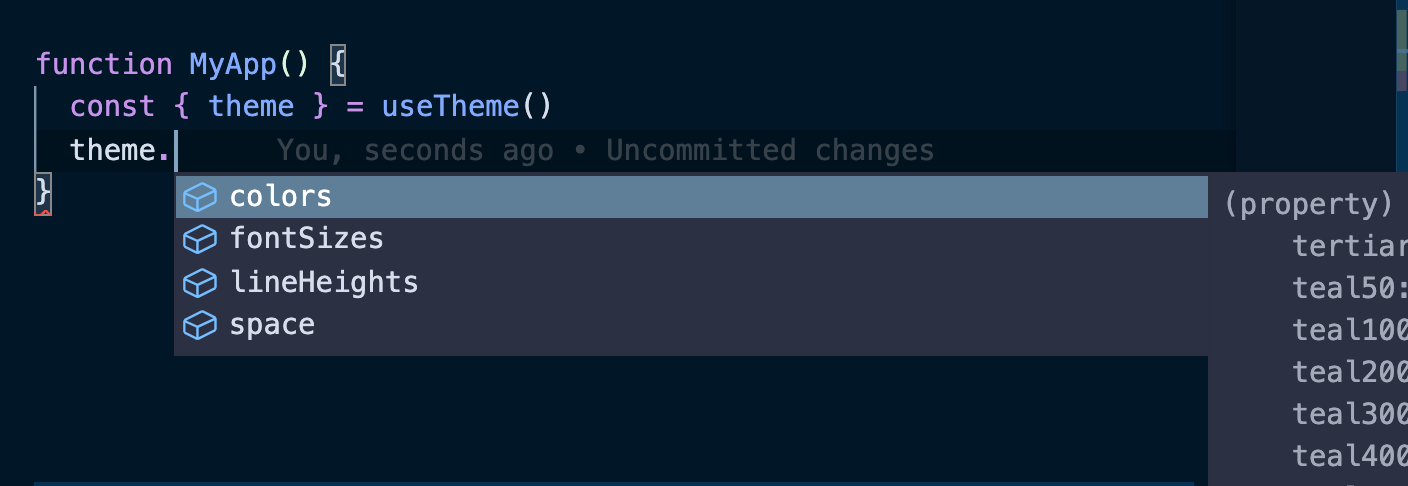 function MyApp() {
const { theme } = useTheme()
theme. You, seconds ago • Uncommitted changes
}
colors
fontSizes
lineHeights
space
(property)
tertiar
teal50:
teal100
teal200
teal300
teal400